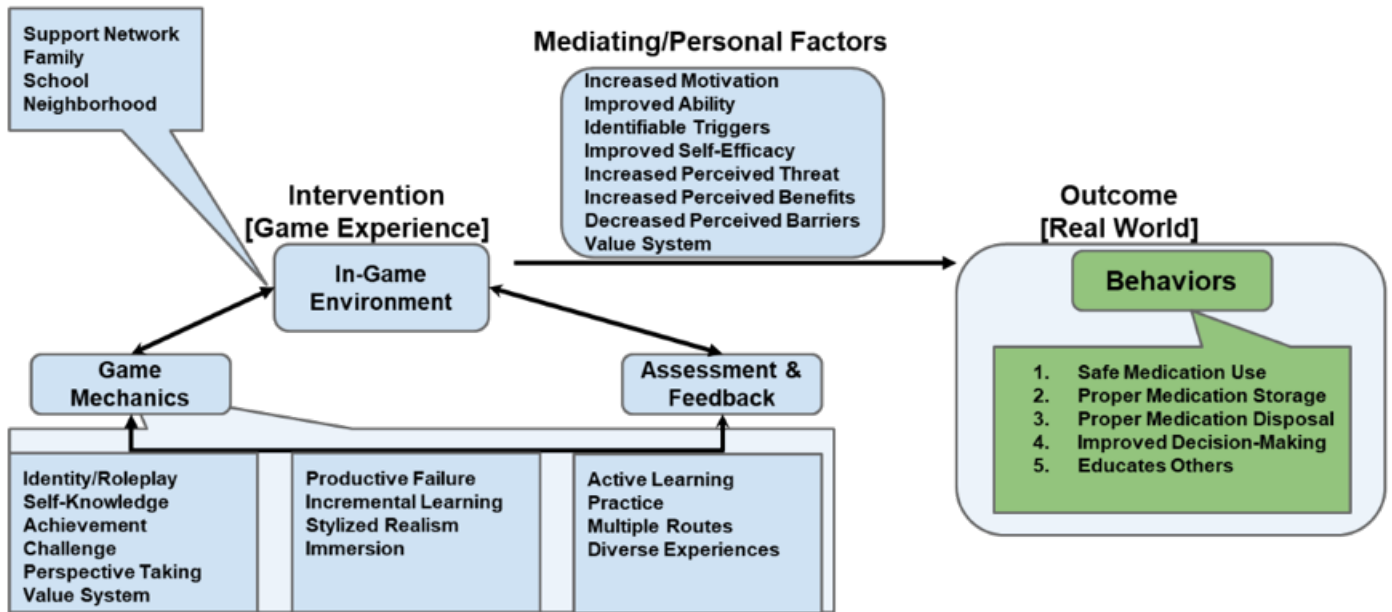 Support Network
Family
School
Neighborhood
Mediating/Personal Factors
Increased Motivation
Improved Ability
Identifiable Triggers
Improved Self-Efficacy
Increased Perceived Threat
Increased Perceived Benefits
Decreased Perceived Barriers
Value System
Intervention
[Game Experience]
In-Game
Environment
Game
Mechanics
Assessment &
Feedback
Identity/Roleplay
Self-Knowledge
Achievement
Challenge
Perspective Taking
Value System
Productive Failure
Incremental Learning
Stylized Realism
Immersion
Active Learning
Practice
Multiple Routes
Diverse Experiences
Outcome
[Real World]
Behaviors
1. Safe Medication Use
2. Proper Medication Storage
3. Proper Medication Disposal
4. Improved Decision-Making
5. Educates Others